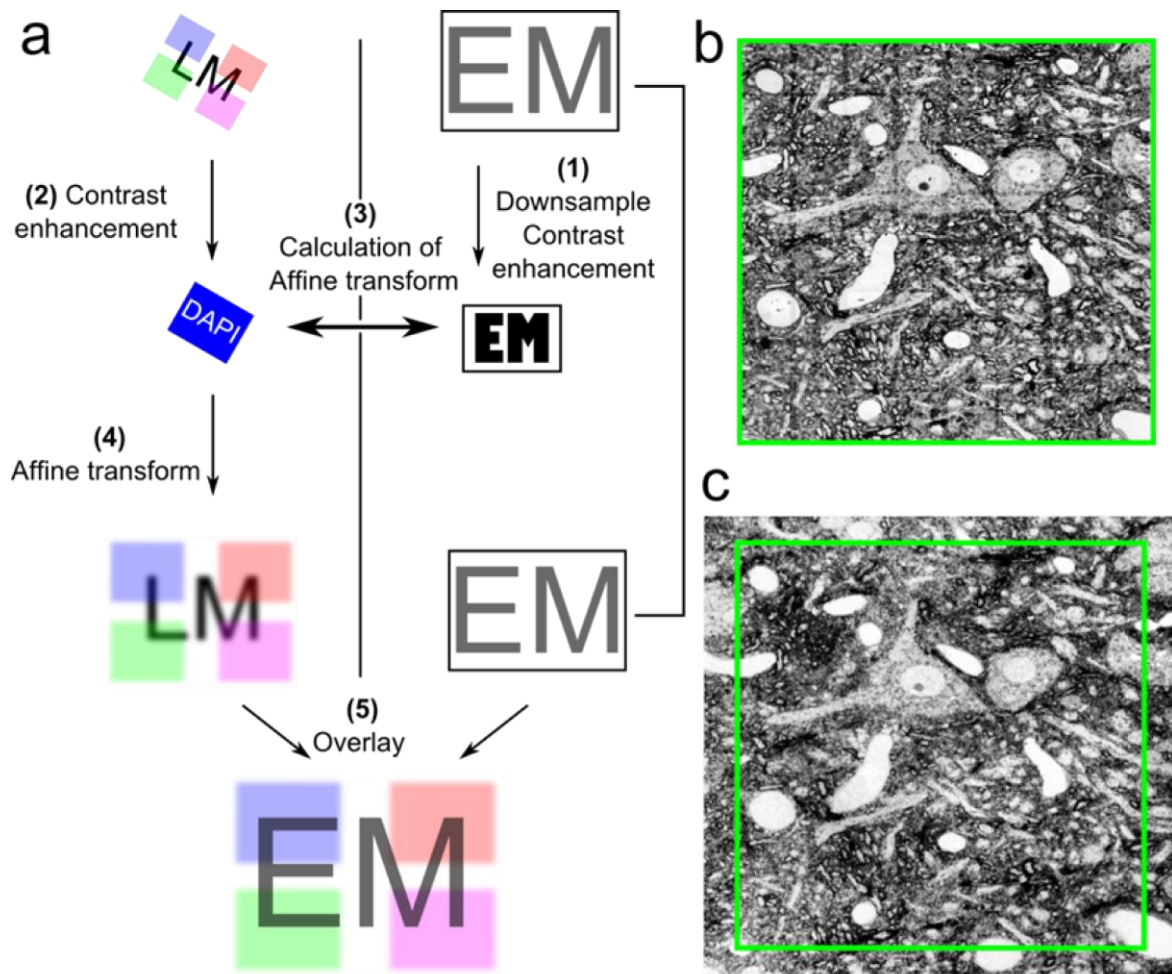 a
LM
(2) Contrast
enhancement
DAPI
(4)
Affine transform
LM
(3)
Calculation of
Affine transform
EM
(1)
Downsample
Contrast
enhancement
EM
EM
(5)
Overlay
EM
b
c